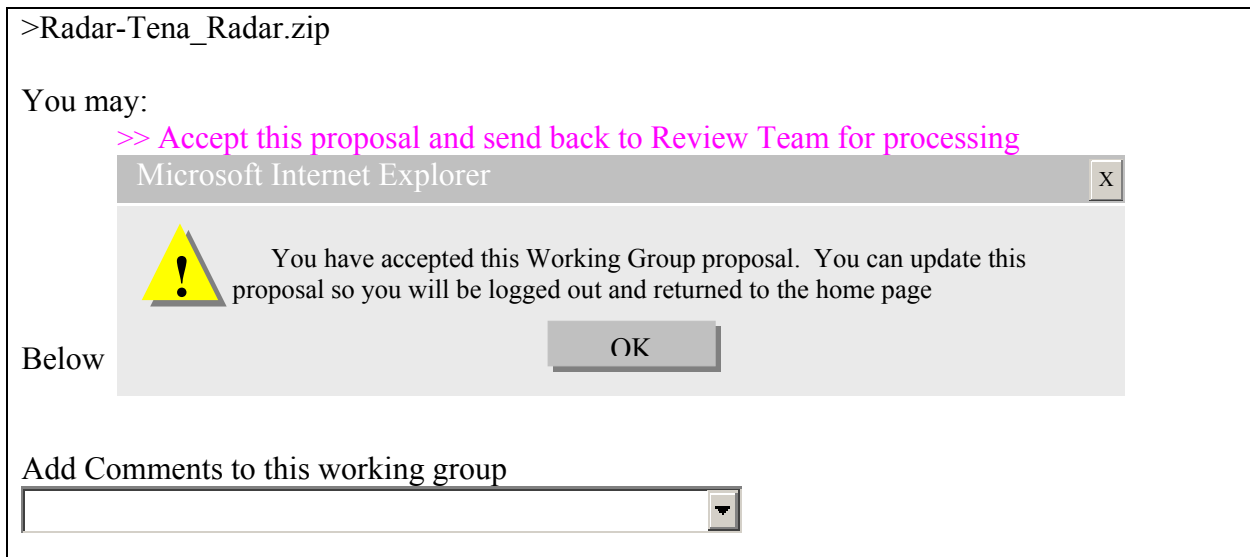 >Radar-Tena_Radar.zip
You may:
>> Accept this proposal and send back to Review Team for processing
Microsoft Internet Explorer
X
!
You have accepted this Working Group proposal. You can update this
proposal so you will be logged out and returned to the home page
OK
Below
Add Comments to this working group